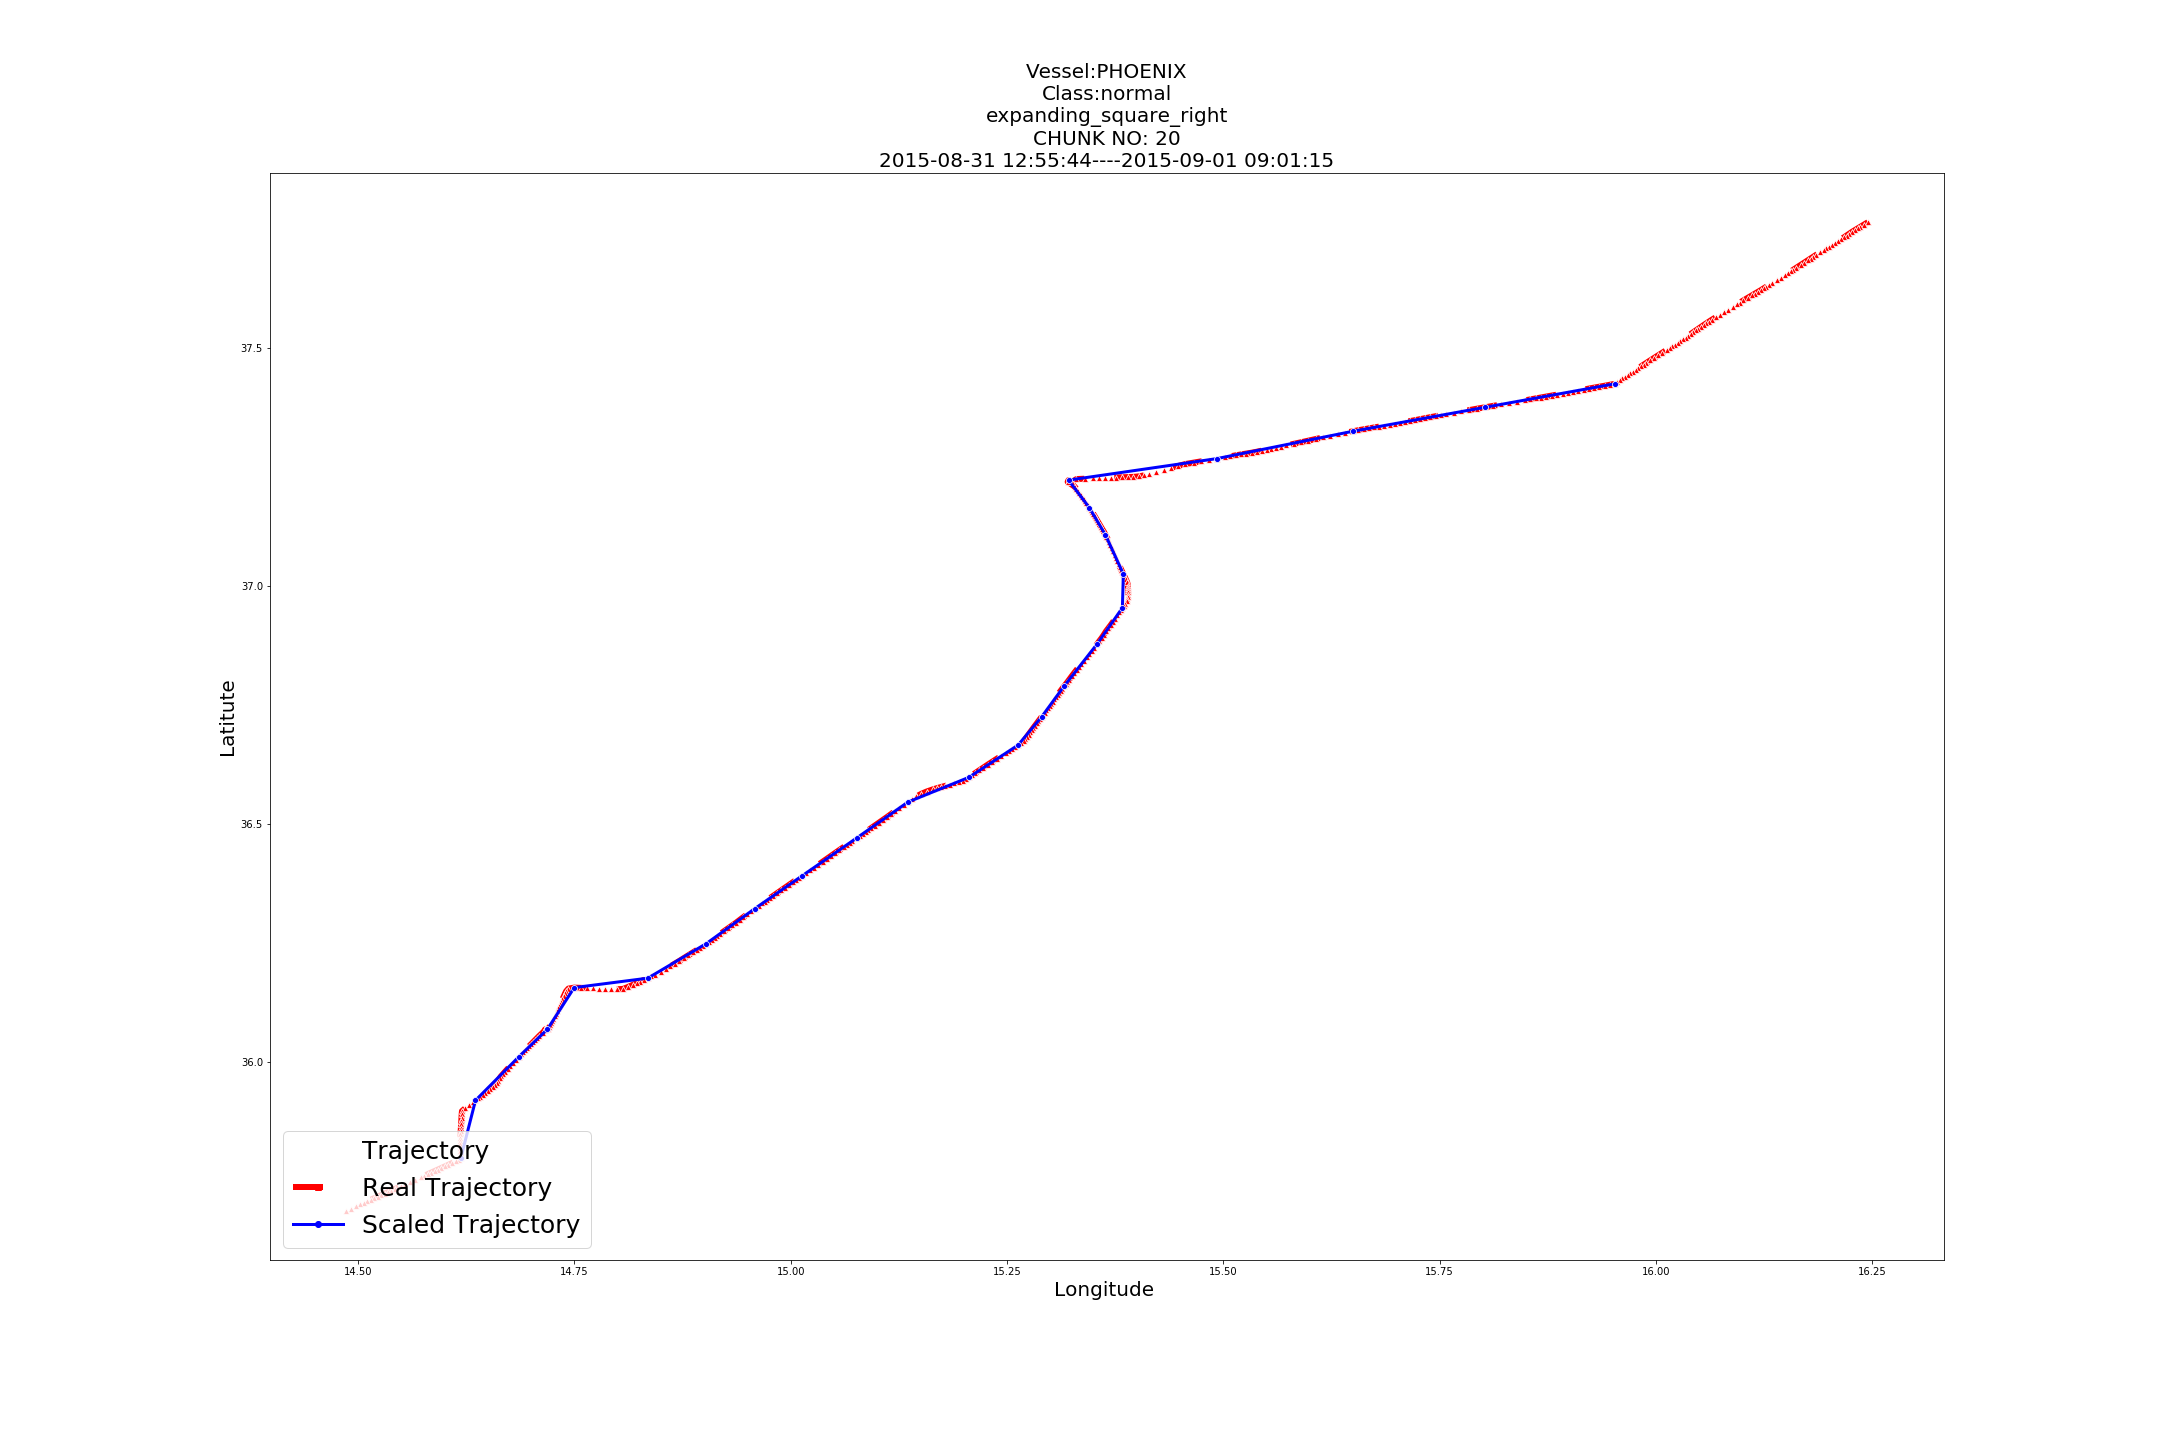 Vessel:PHOENIX
Class:normal
expanding_square_right
CHUNK NO: 20
2015-08-31 12:55:44----2015-09-01 09:01:15
37.5
37.0
36.5
36.0
Latitute
Trajectory
Real Trajectory
Scaled Trajectory
14.50 14.75 15.00 15.25 15.50 15.75 16.00 16.25
Longitude